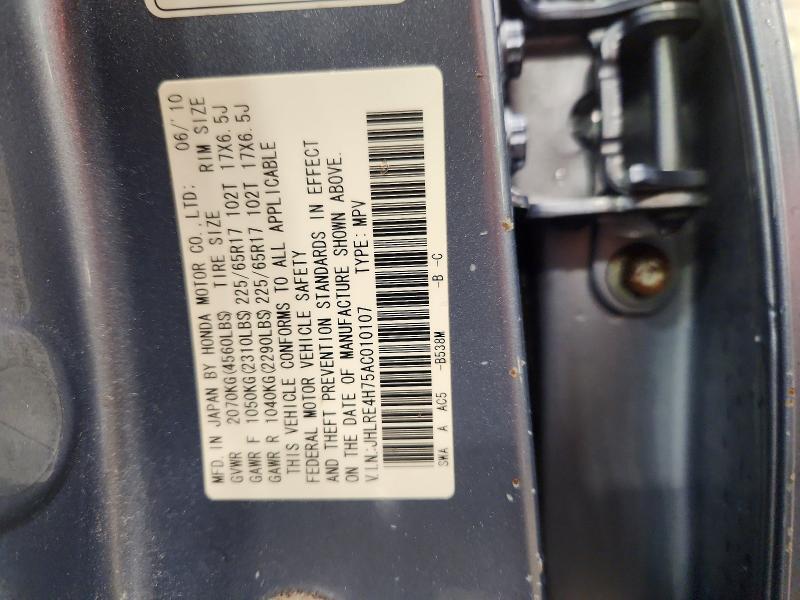 MFD. IN JAPAN BY HONDA MOTOR CO., LTD: 06/'10
GVWR 2070KG(4560LBS) TIRE SIZE RIM SIZE
GAWR F 1050KG(2310LBS) 225/65R17 102T 17X6.5J
GAWR R 1040KG(2290LBS) 225/65R17 102T 17X6.5J
THIS VEHICLE CONFORMS TO ALL APPLICABLE
FEDERAL MOTOR VEHICLE SAFETY
AND THEFT PREVENTION STANDARDS IN EFFECT
ON THE DATE OF MANUFACTURE SHOWN ABOVE.
V.I.N:JHLRE4H75AC010107 TYPE: MPV
SWA A AC5 -B538M -B -C